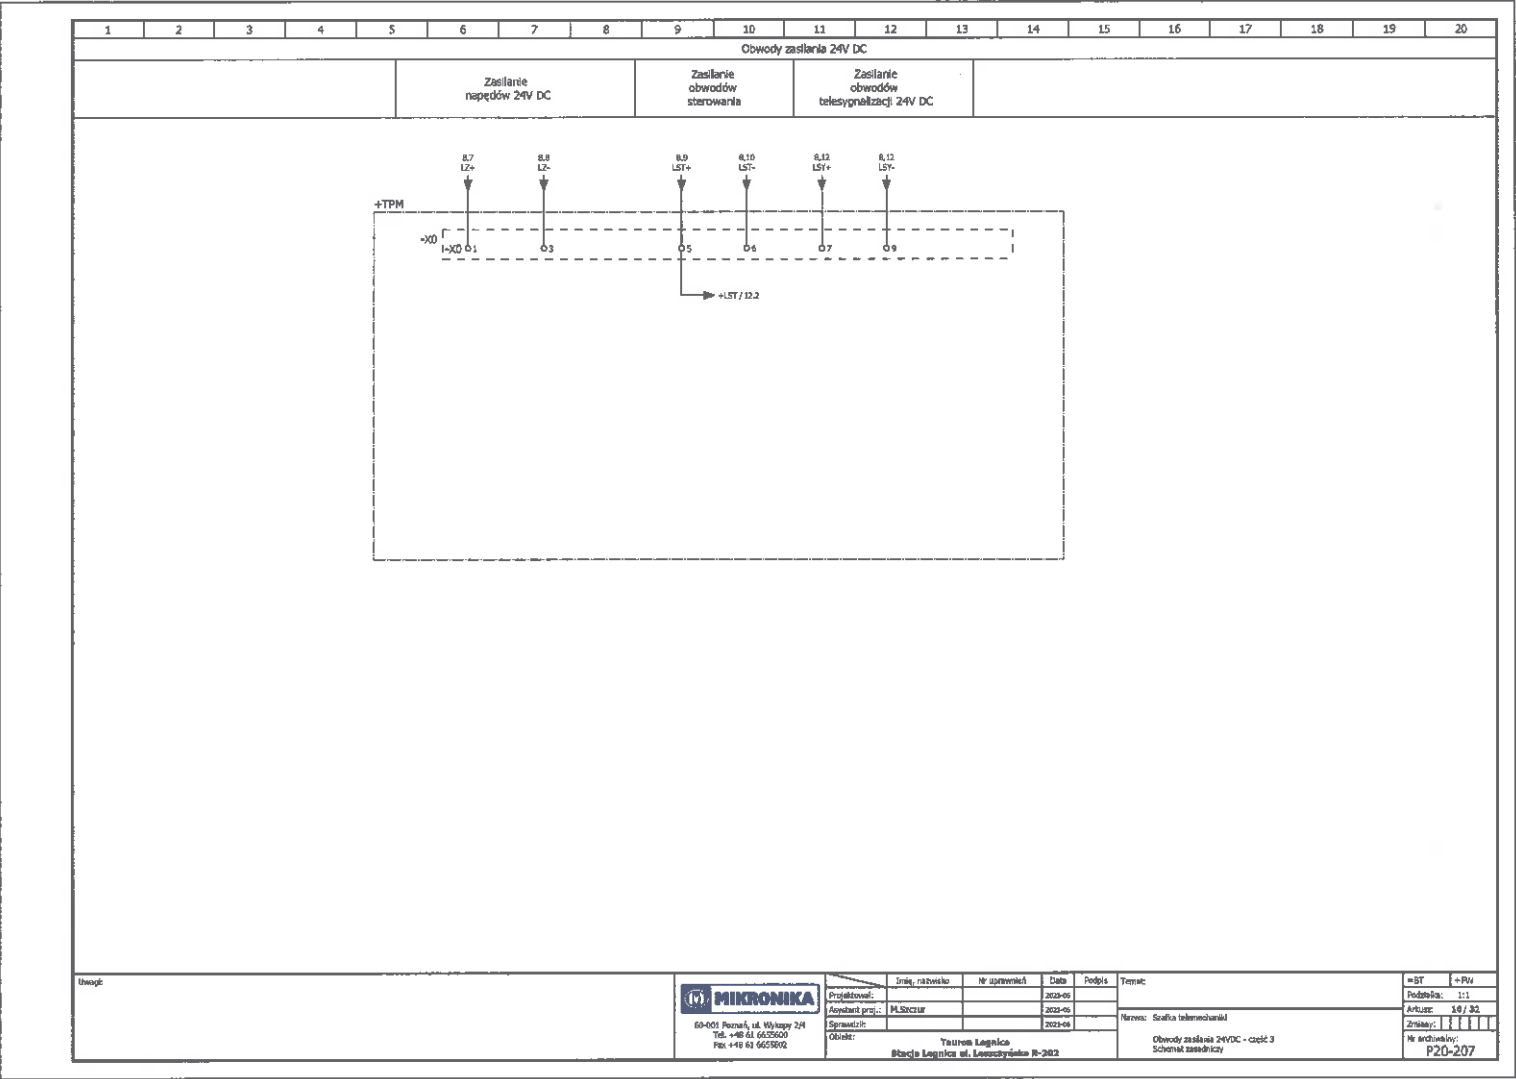 1 2 3 4 5 6 7 8 9 10 11 12 13 14 15 16 17 18 19 20
Obwody zasilania 24V DC
Zasilanie
napędów 24V DC
Zasilanie
obwodów
sterowania
Zasilanie
obwodów
telesygnalizacji 24V DC
8.7 8.8 8.9 8.10 8.12 8.12
LZ+ LZ- LST+ LST- LSY+ LSY-
+TPM
-X0
-X0 1 3 5 6 7 9
+LST / 12.2
Uwagi:
MIKRONIKA
60-001 Poznań, ul. Wykopy 2/4
Tel. +48 61 6655600
Fax +48 61 6655602
Imię, nazwisko Nr uprawnień Data Podpis
Projektował:
Asystent proj.: M.Szczur
Sprawdził:
Obiekt:
Tauron Legnica
Stacja Legnica ul. R-202
Temat:
Nazwa: Szafka telemechaniki
Obwody zasilania 24VDC - część 3
Schemat zasadniczy
=BT
Podziałka: 1:1
Arkusz: / 32
Zmiany:
Nr archiwalny:
P20-207